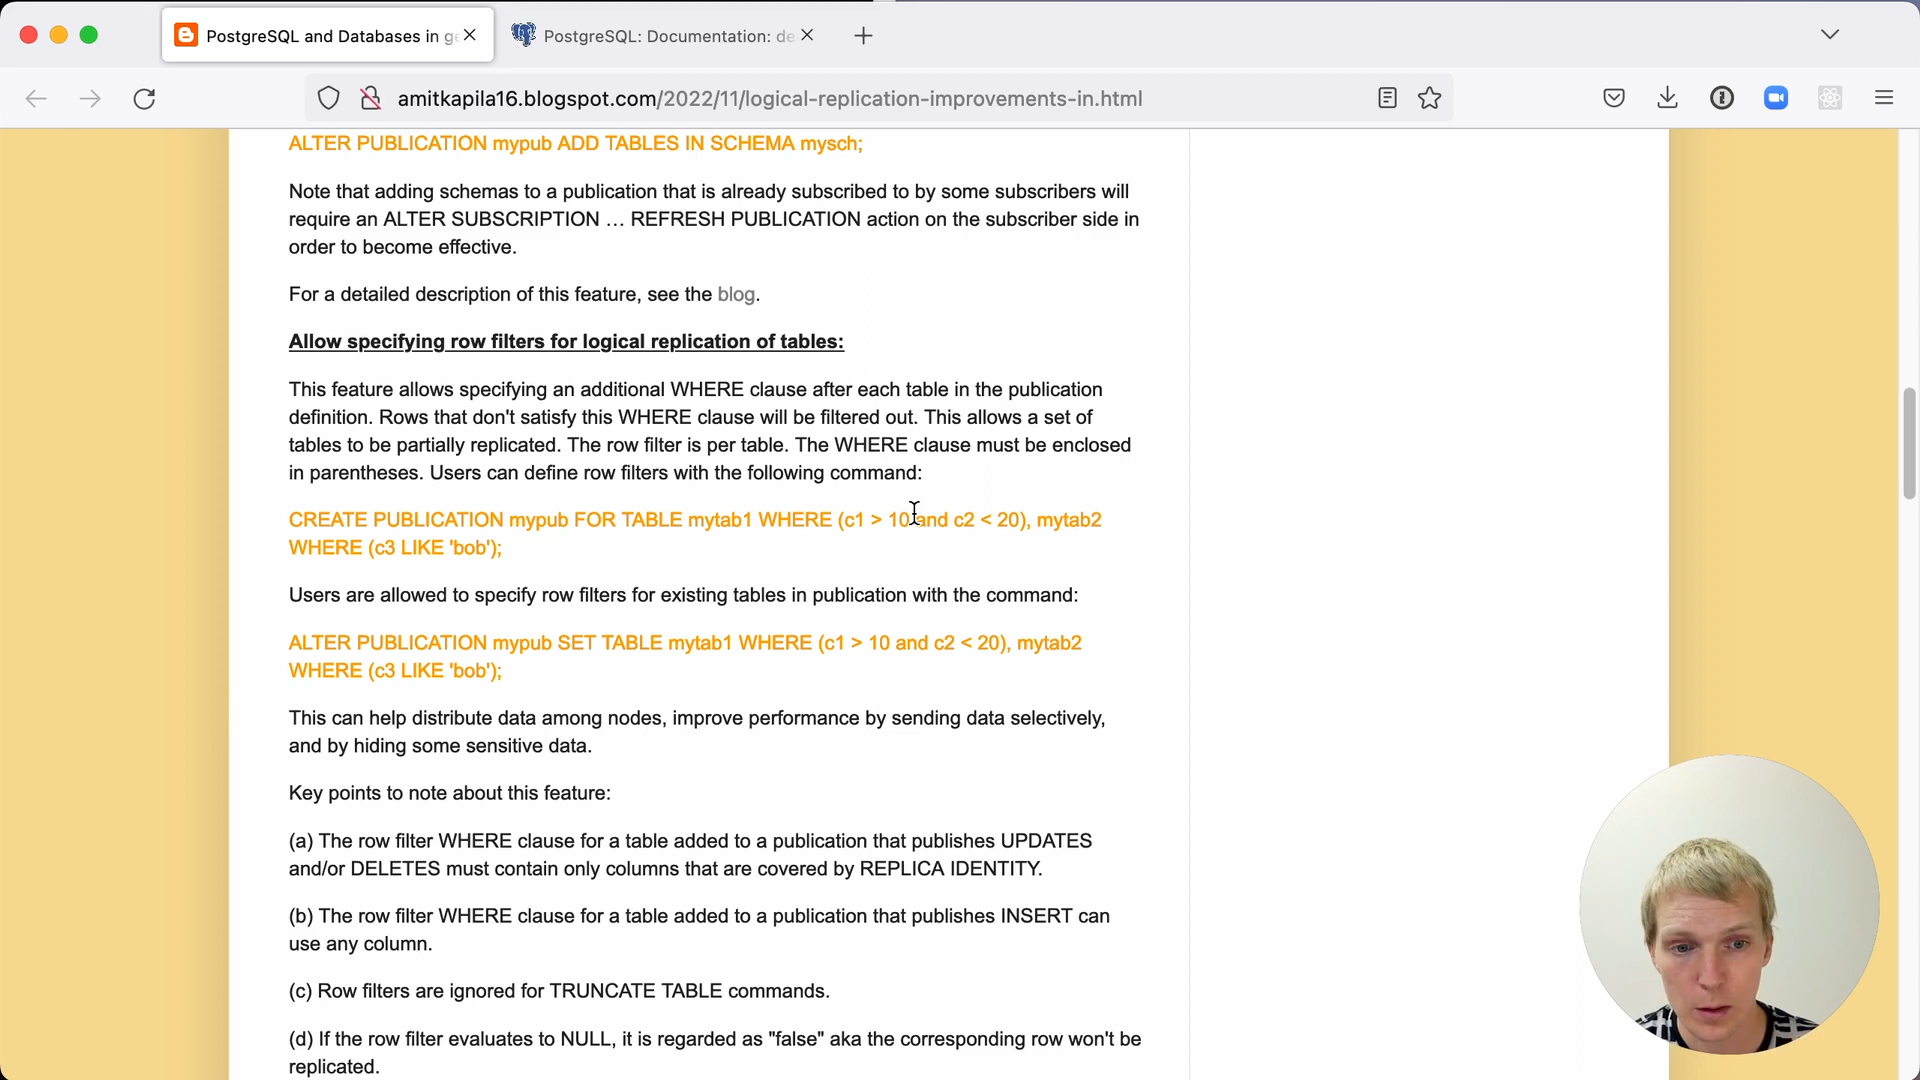 PostgreSQL and Databases in ge
PostgreSQL: Documentation: de
amitkapila16.blogspot.com/2022/11/logical-replication-improvements-in.html
ALTER PUBLICATION mypub ADD TABLES IN SCHEMA mysch;
Note that adding schemas to a publication that is already subscribed to by some subscribers will
require an ALTER SUBSCRIPTION … REFRESH PUBLICATION action on the subscriber side in
order to become effective.
For a detailed description of this feature, see the blog.
Allow specifying row filters for logical replication of tables:
This feature allows specifying an additional WHERE clause after each table in the publication
definition. Rows that don't satisfy this WHERE clause will be filtered out. This allows a set of
tables to be partially replicated. The row filter is per table. The WHERE clause must be enclosed
in parentheses. Users can define row filters with the following command:
CREATE PUBLICATION mypub FOR TABLE mytab1 WHERE (c1 > 10 and c2 < 20), mytab2
WHERE (c3 LIKE 'bob');
Users are allowed to specify row filters for existing tables in publication with the command:
ALTER PUBLICATION mypub SET TABLE mytab1 WHERE (c1 > 10 and c2 < 20), mytab2
WHERE (c3 LIKE 'bob');
This can help distribute data among nodes, improve performance by sending data selectively,
and by hiding some sensitive data.
Key points to note about this feature:
(a) The row filter WHERE clause for a table added to a publication that publishes UPDATES
and/or DELETES must contain only columns that are covered by REPLICA IDENTITY.
(b) The row filter WHERE clause for a table added to a publication that publishes INSERT can
use any column.
(c) Row filters are ignored for TRUNCATE TABLE commands.
(d) If the row filter evaluates to NULL, it is regarded as "false" aka the corresponding row won't be
replicated.